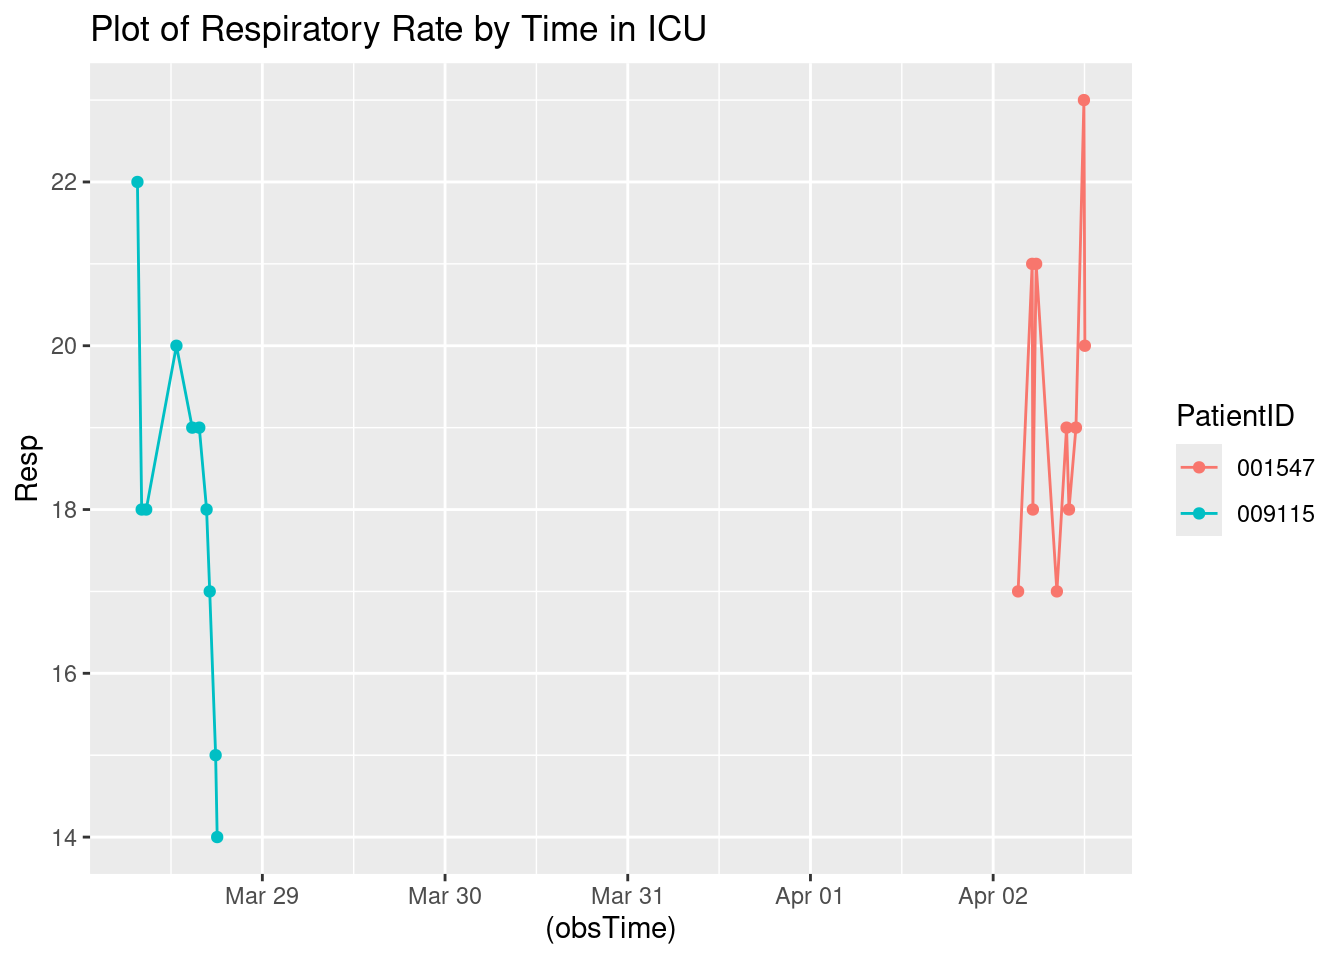 Plot of Respiratory Rate by Time in ICU
22
20
18
16
14
Resp
Mar 29
Mar 30
Mar 31
Apr 01
Apr 02
(obsTime)
PatientID
001547
009115